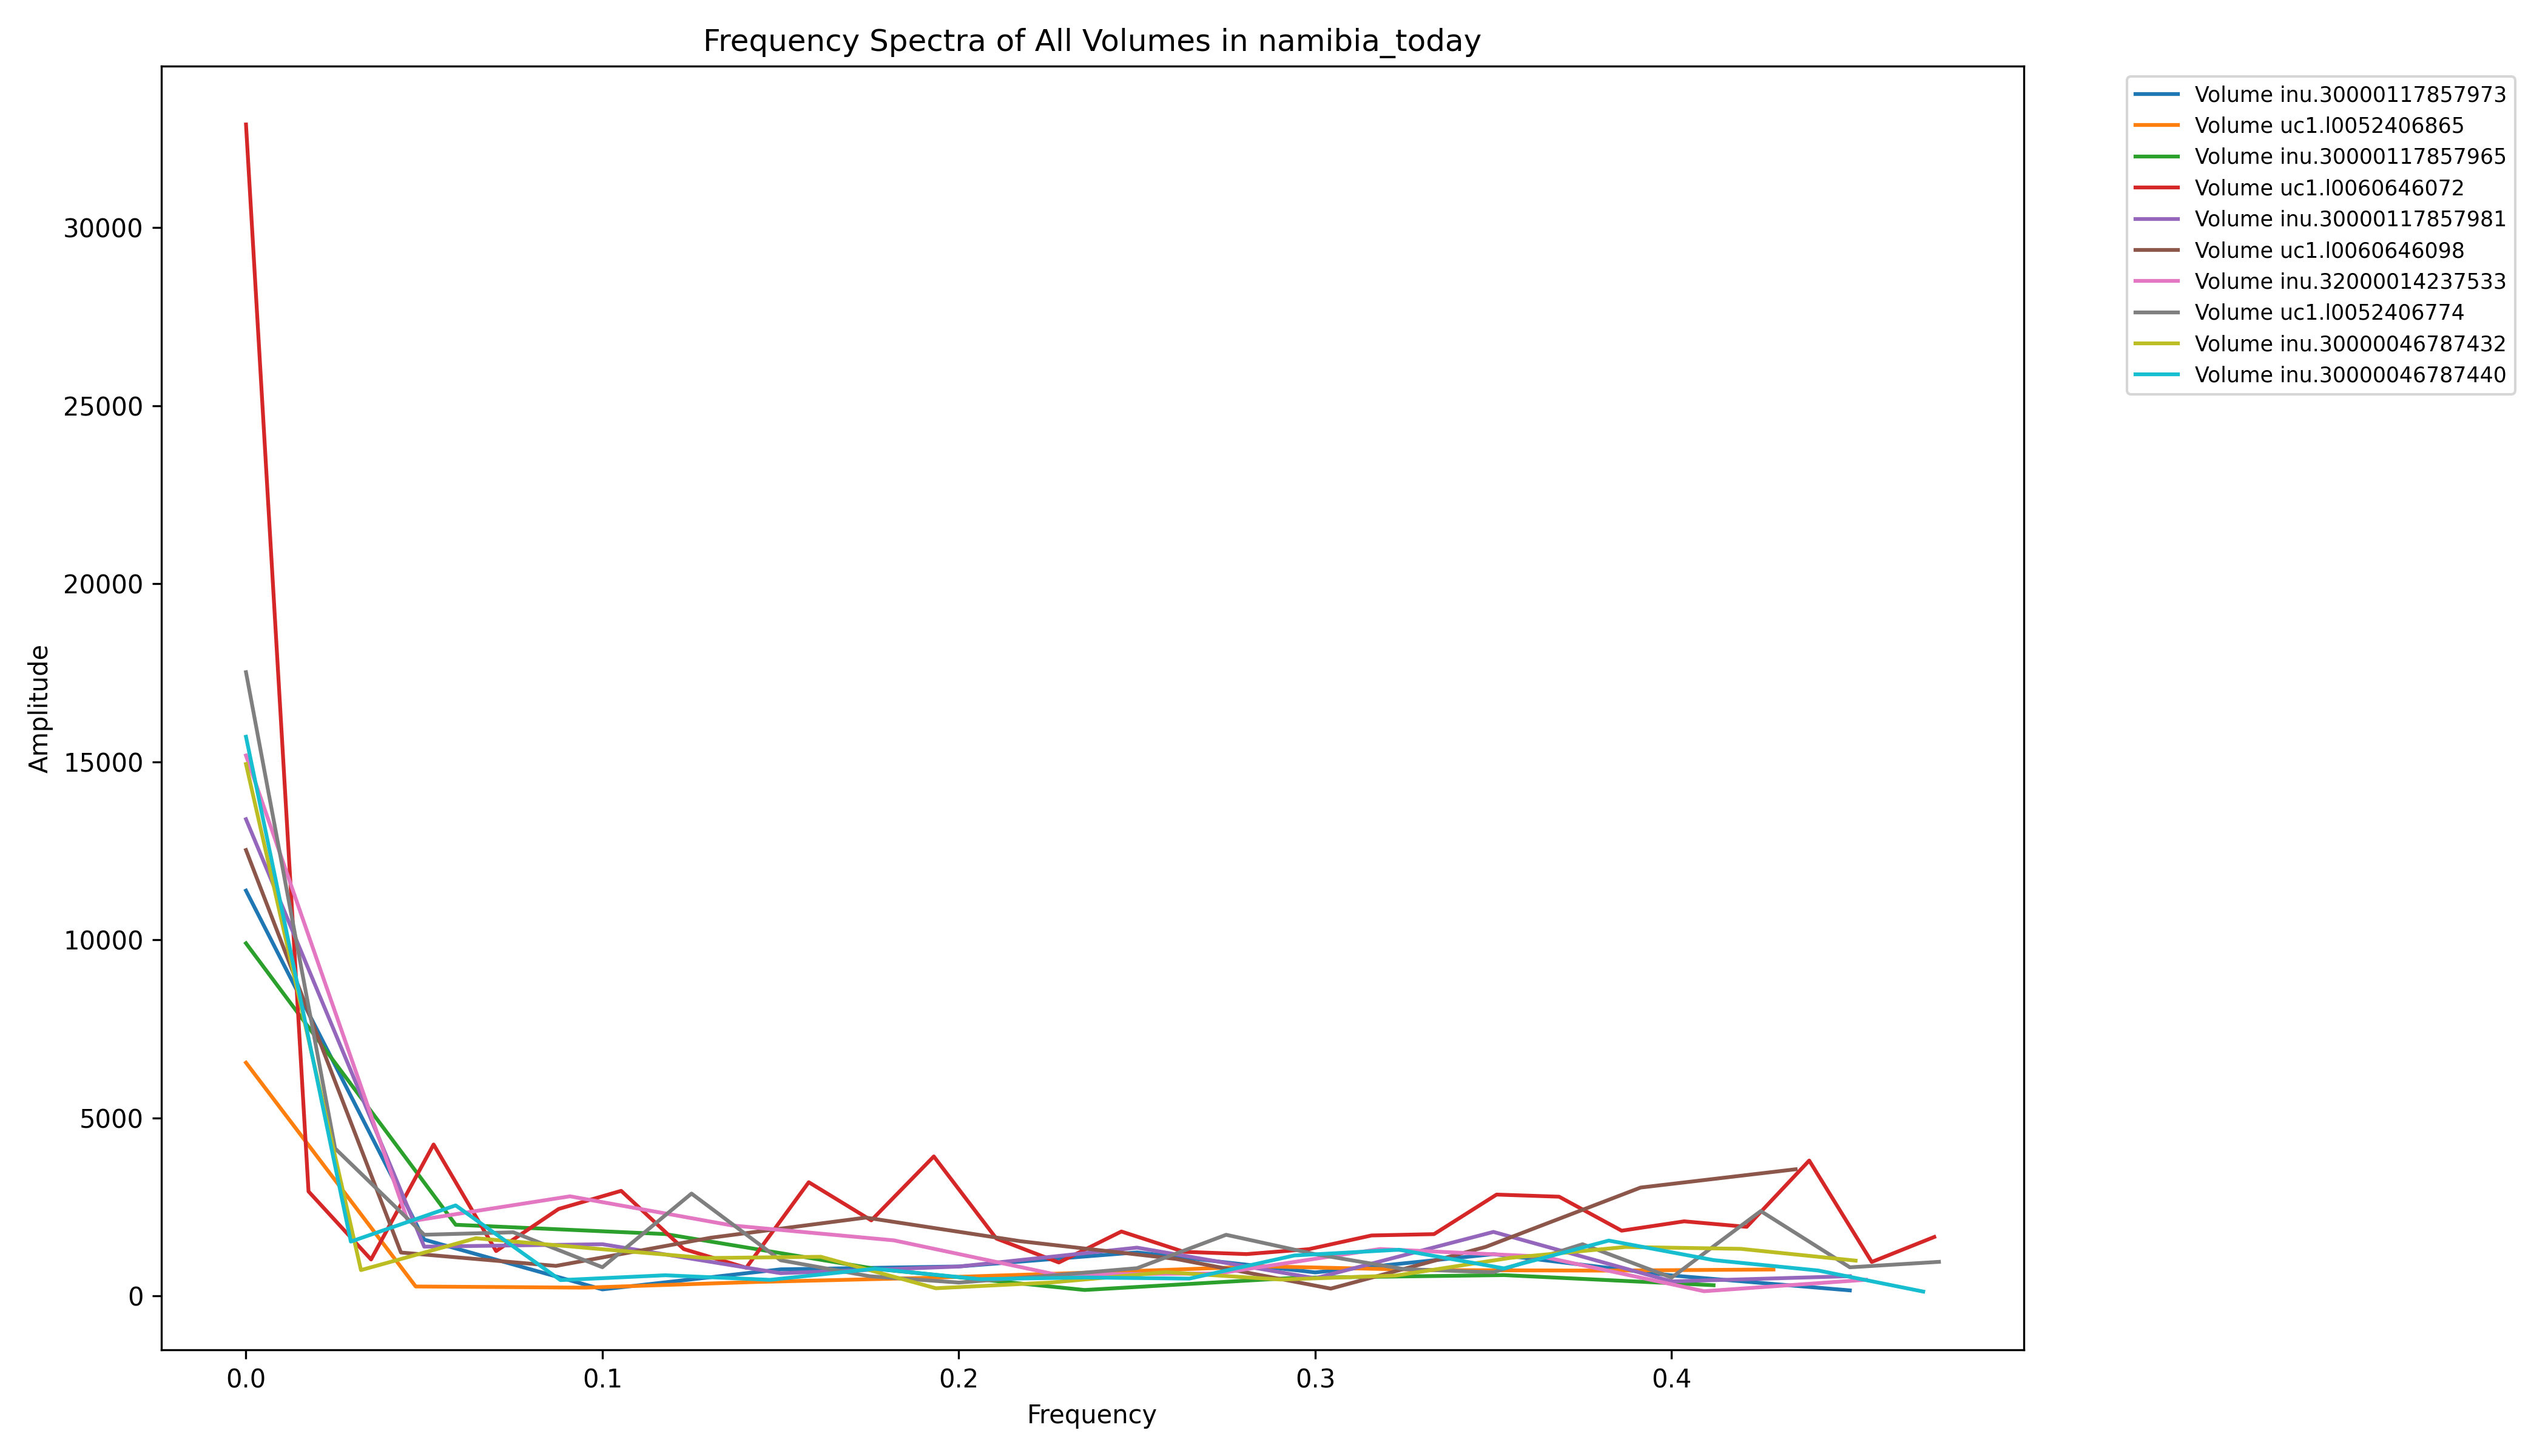 Frequency Spectra of All Volumes in namibia_today
Amplitude
30000
25000
20000
15000
10000
5000
0
0.0 0.1 0.2 0.3 0.4
Frequency
Volume inu.30000117857973
Volume uc1.l0052406865
Volume inu.30000117857965
Volume uc1.l0060646072
Volume inu.30000117857981
Volume uc1.l0060646098
Volume inu.32000014237533
Volume uc1.l0052406774
Volume inu.30000046787432
Volume inu.30000046787440